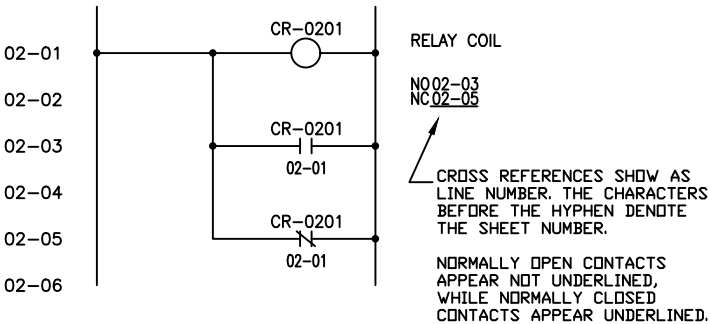 CR-0201
02-01
RELAY COIL
02-02
NO 02-03
NC 02-05
CR-0201
02-03
02-01
CROSS REFERENCES SHOW AS
LINE NUMBER. THE CHARACTERS
BEFORE THE HYPHEN DENOTE
THE SHEET NUMBER.
02-04
CR-0201
02-05
02-01
NORMALLY OPEN CONTACTS
APPEAR NOT UNDERLINED,
WHILE NORMALLY CLOSED
CONTACTS APPEAR UNDERLINED.
02-06